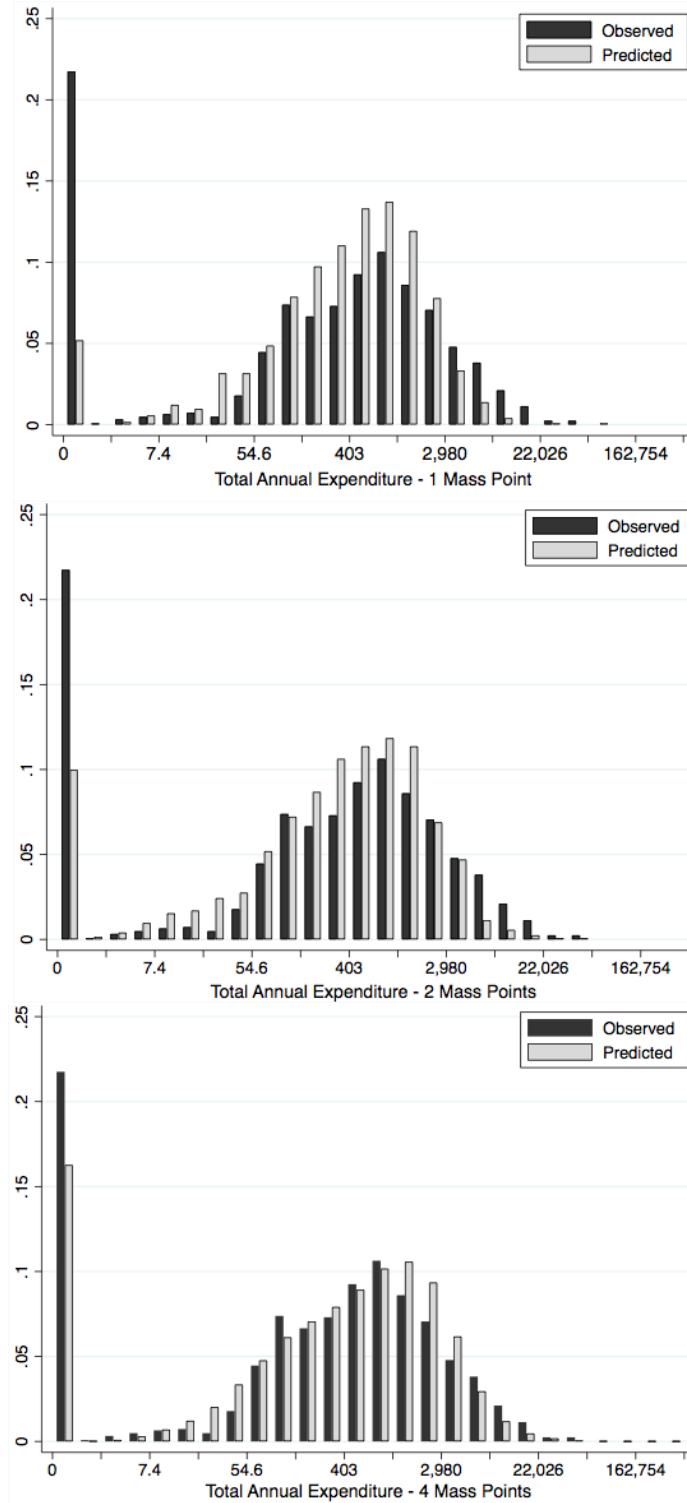 .25
Observed
Predicted
.2
.15
.1
.05
0
0 7.4 54.6 403 2,980 22,026 162,754
Total Annual Expenditure - 1 Mass Point
.25
Observed
Predicted
.2
.15
.1
.05
0
0 7.4 54.6 403 2,980 22,026 162,754
Total Annual Expenditure - 2 Mass Points
.25
Observed
Predicted
.2
.15
.1
.05
0
0 7.4 54.6 403 2,980 22,026 162,754
Total Annual Expenditure - 4 Mass Points